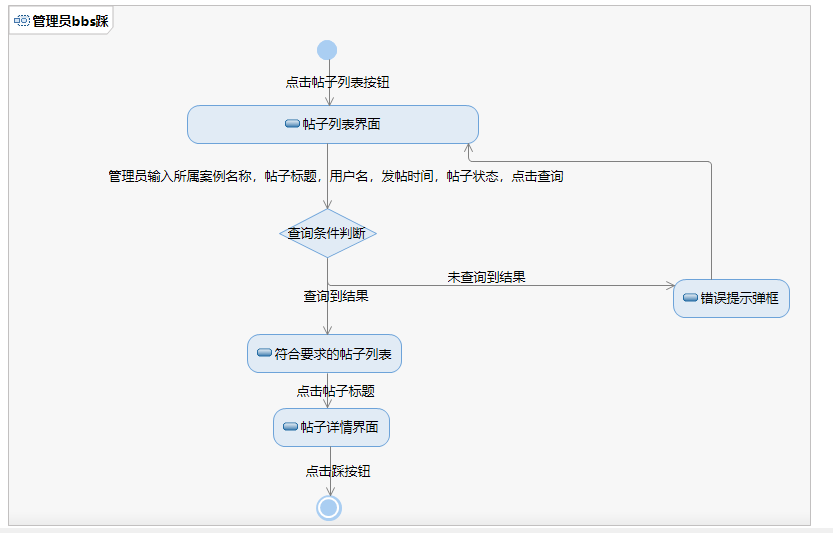 管理员bbs踩
点击帖子列表按钮
帖子列表界面
管理员输入所属案例名称，帖子标题，用户名，发帖时间，帖子状态，点击查询
查询条件判断
未查询到结果
查询到结果
错误提示弹框
符合要求的帖子列表
点击帖子标题
帖子详情界面
点击踩按钮